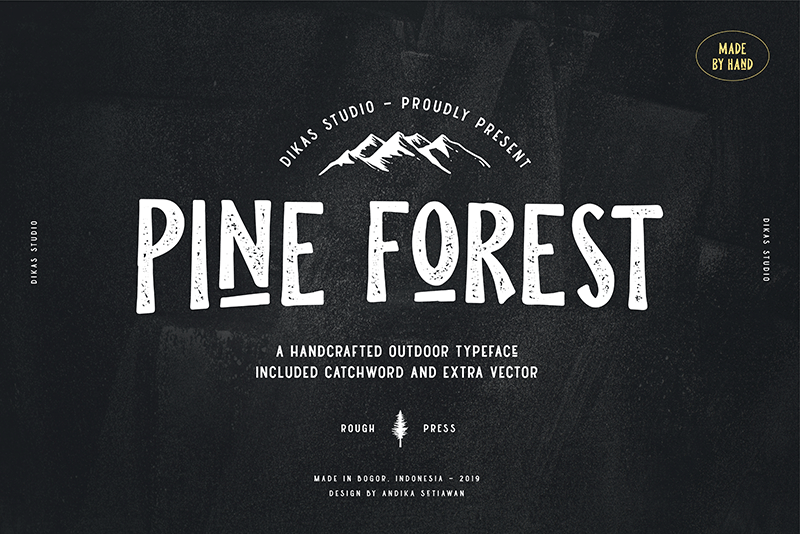 MADE
BY HAND
DIKAS STUDIO – PROUDLY PRESENT
PINE FOREST
DIKAS STUDIO
DIKAS STUDIO
A HANDCRAFTED OUTDOOR TYPEFACE
INCLUDED CATCHWORD AND EXTRA VECTOR
ROUGH PRESS
MADE IN BOGOR, INDONESIA – 2019
DESIGN BY ANDIKA SETIAWAN